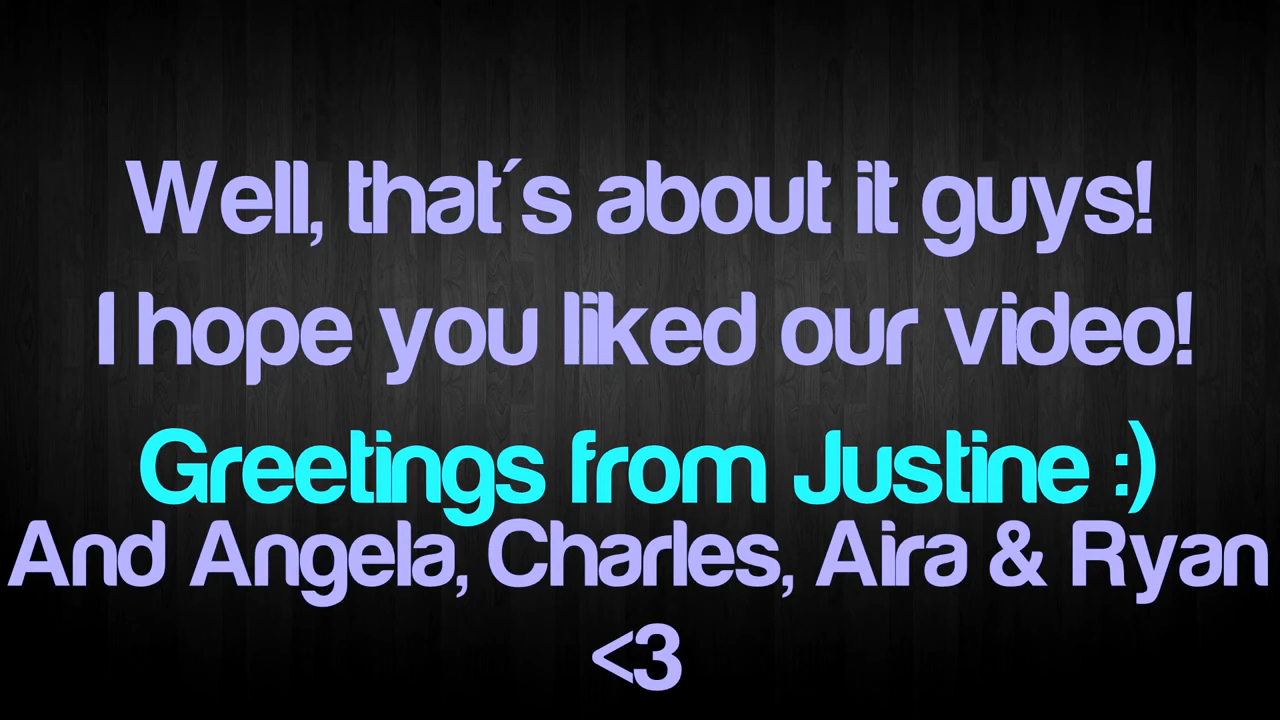 Well, that´s about it guys!
I hope you liked our video!
Greetings from Justine :)
And Angela, Charles, Aira & Ryan
<3